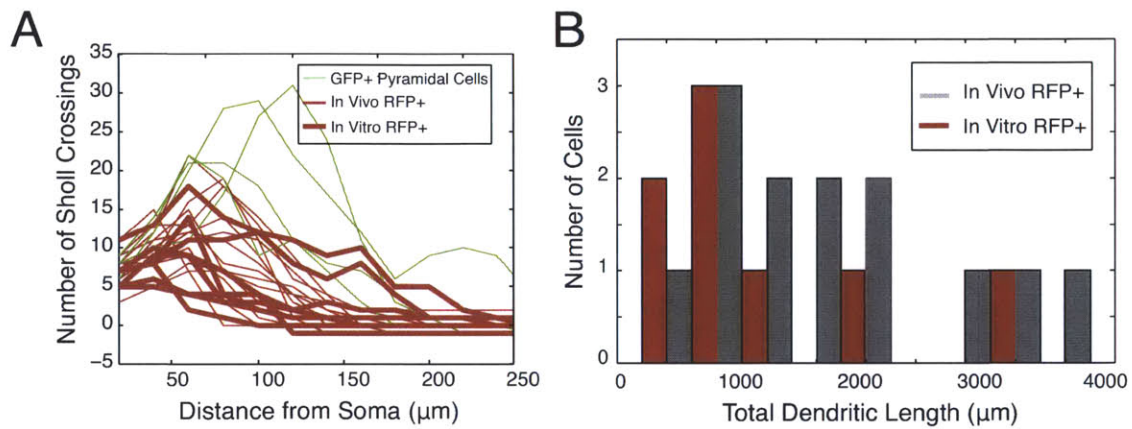 A
Number of Sholl Crossings
35
30
25
20
15
10
5
0
−5
GFP+ Pyramidal Cells
In Vivo RFP+
In Vitro RFP+
50
100
150
200
250
Distance from Soma (μm)
B
Number of Cells
3
2
1
0
In Vivo RFP+
In Vitro RFP+
0
1000
2000
3000
4000
Total Dendritic Length (μm)